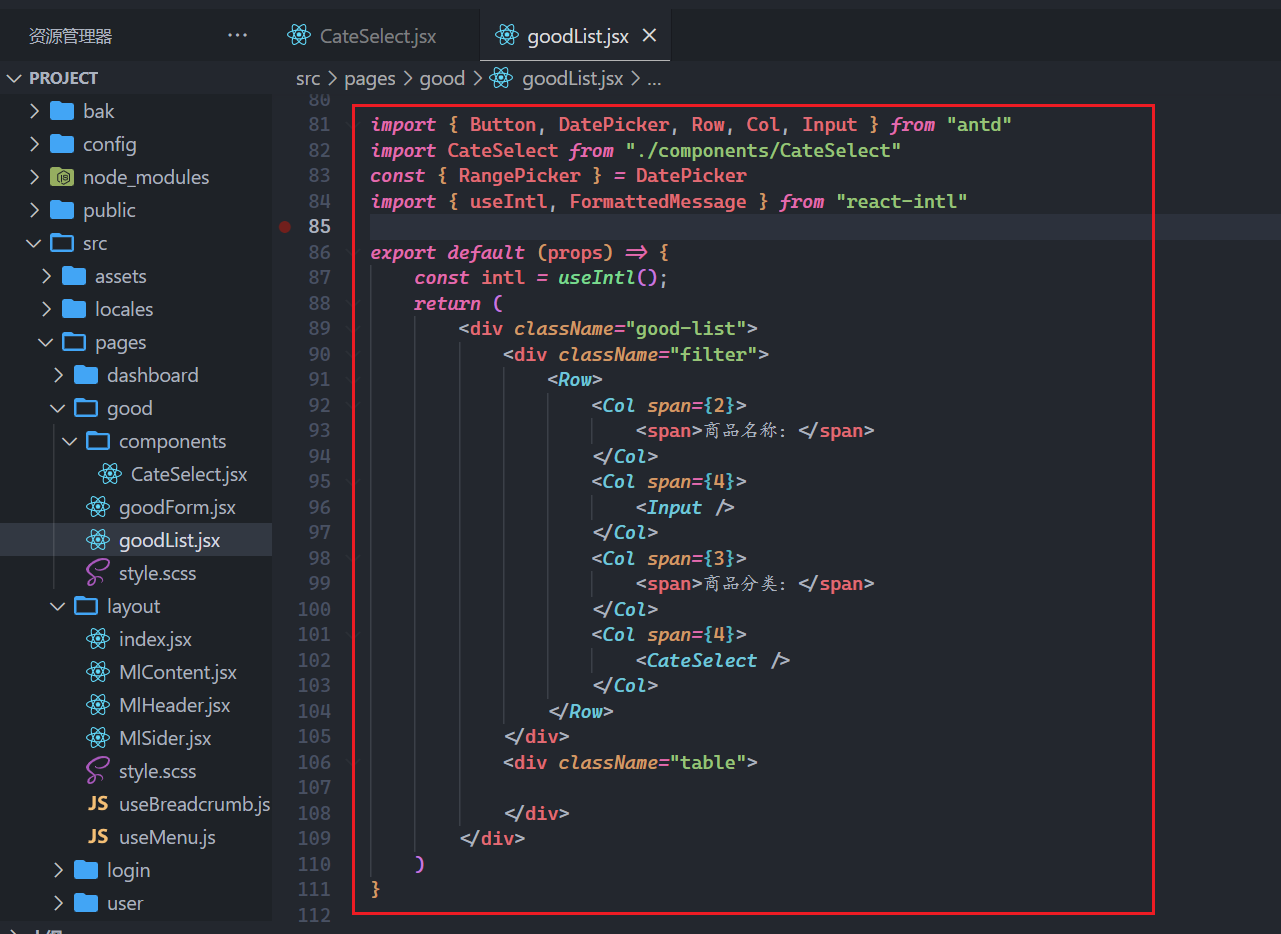 资源管理器 ...
CateSelect.jsx
goodList.jsx
PROJECT
bak
config
node_modules
public
src
assets
locales
pages
dashboard
good
components
CateSelect.jsx
goodForm.jsx
goodList.jsx
style.scss
layout
index.jsx
MlContent.jsx
MlHeader.jsx
MlSider.jsx
style.scss
JS useBreadcrumb.js
JS useMenu.js
login
user
src > pages > good > goodList.jsx > ...
80
81 import { Button, DatePicker, Row, Col, Input } from "antd"
82 import CateSelect from "./components/CateSelect"
83 const { RangePicker } = DatePicker
84 import { useIntl, FormattedMessage } from "react-intl"
85
86 export default (props) => {
87 const intl = useIntl();
88 return (
89 <div className="good-list">
90 <div className="filter">
91 <Row>
92 <Col span={2}>
93 <span>商品名称：</span>
94 </Col>
95 <Col span={4}>
96 <Input />
97 </Col>
98 <Col span={3}>
99 <span>商品分类：</span>
100 </Col>
101 <Col span={4}>
102 <CateSelect />
103 </Col>
104 </Row>
105 </div>
106 <div className="table">
107
108 </div>
109 </div>
110 )
111 }
112